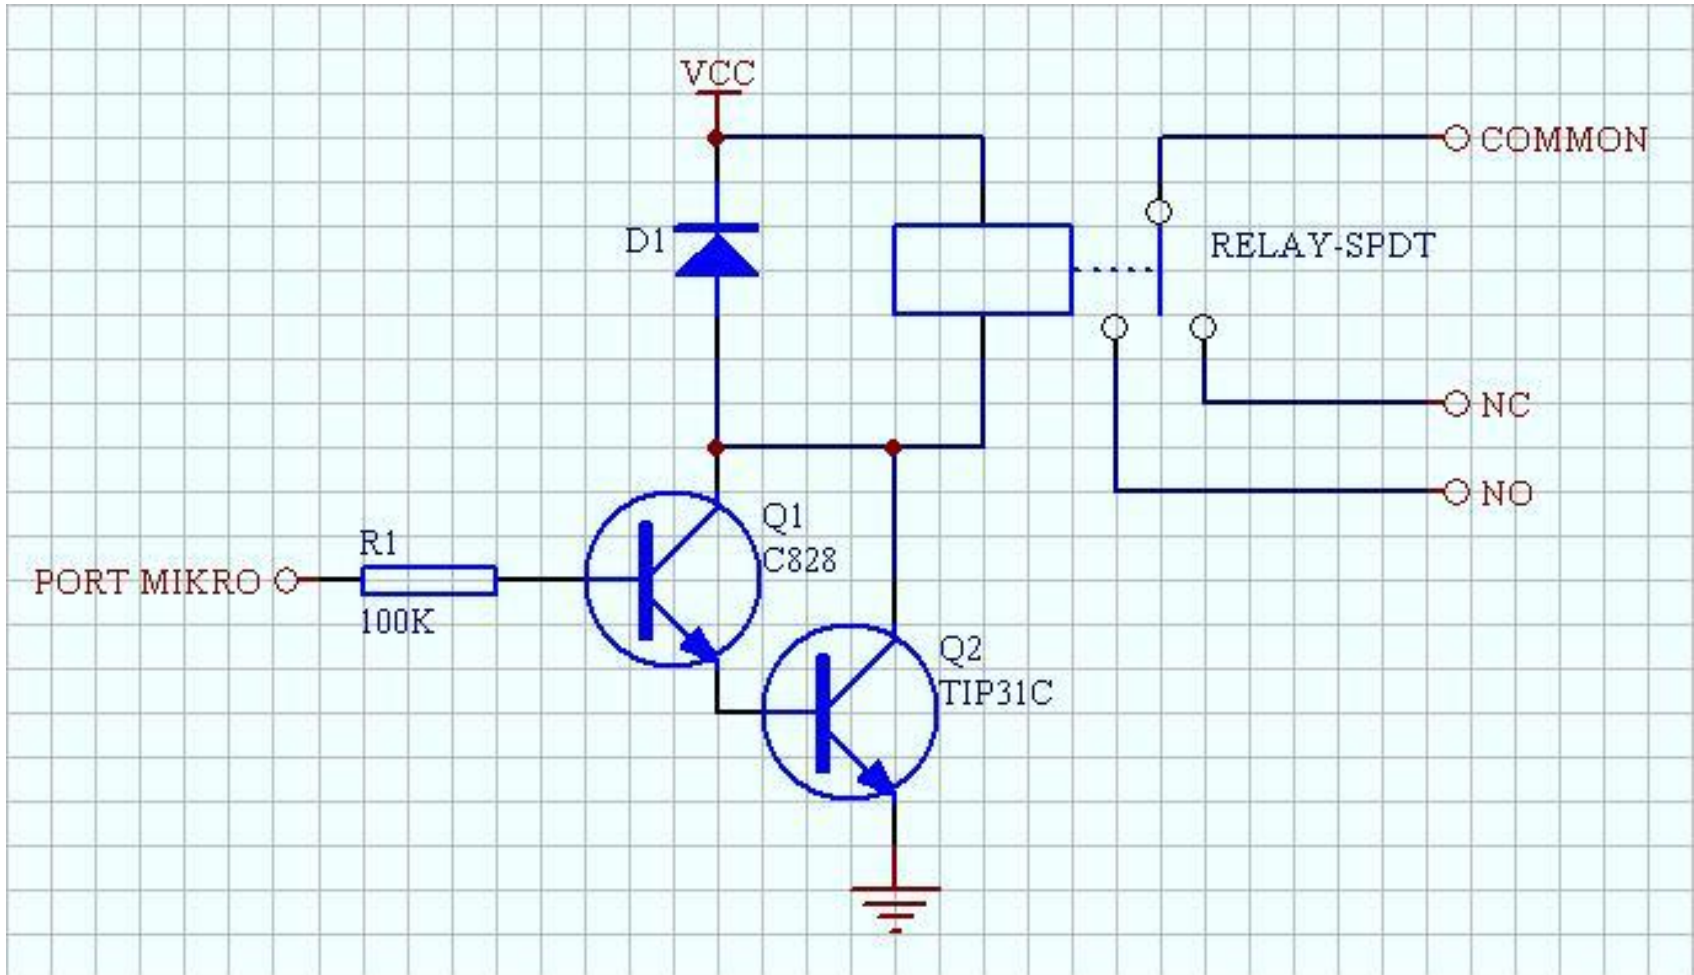 VCC
COMMON
D1
RELAY-SPDT
NC
NO
Q1
C828
R1
PORT MIKRO
100K
Q2
TIP31C